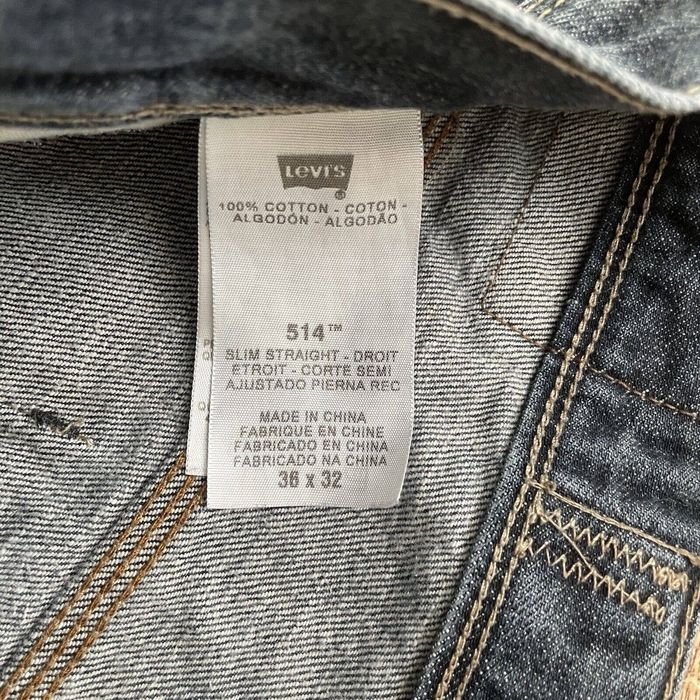 Levi's
®
100% COTTON - COTON -
ALGODÓN - ALGODÃO
514™
SLIM STRAIGHT - DROIT
ETROIT - CORTE SEMI
AJUSTADO PIERNA REC
MADE IN CHINA
FABRIQUE EN CHINE
FABRICADO EN CHINA
FABRICADO NA CHINA
36 x 32